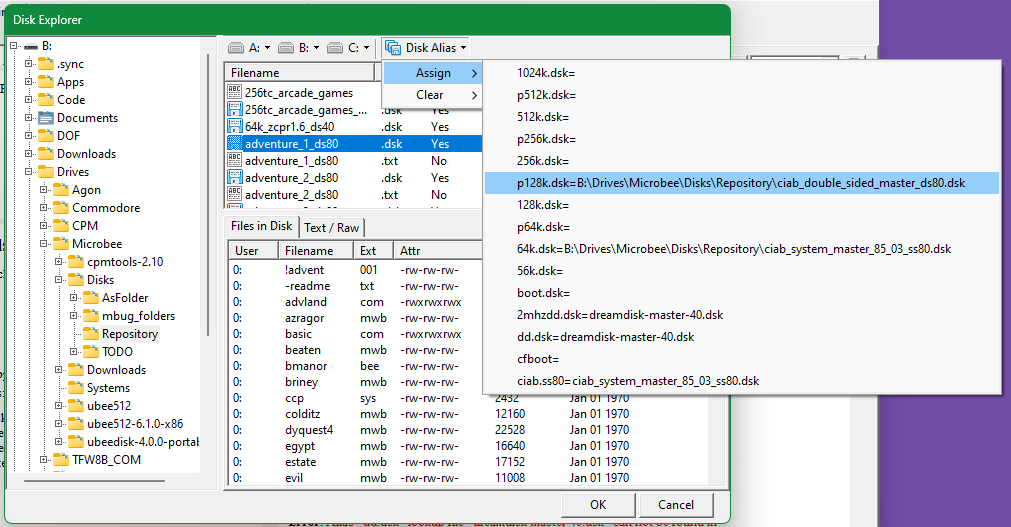 Disk Explorer
B:
.sync
Apps
Code
Documents
DOF
Downloads
Drives
Agon
Commodore
CPM
Microbee
cpmtools-2.10
Disks
AsFolder
mbug_folders
Repository
TODO
Downloads
Systems
ubee512
ubee512-6.1.0-x86
ubeedisk-4.0.0-portab
TFW8B_COM
A: B: C: Disk Alias
Filename
256tc_arcade_games
256tc_arcade_games_... .dsk Yes
64k_zcpr1.6_ds40 .dsk Yes
adventure_1_ds80 .dsk Yes
adventure_1_ds80 .txt No
adventure_2_ds80 .dsk Yes
adventure_2_ds80 .txt No
Assign
Clear
1024k.dsk=
p512k.dsk=
512k.dsk=
p256k.dsk=
256k.dsk=
p128k.dsk=B:\Drives\Microbee\Disks\Repository\ciab_double_sided_master_ds80.dsk
128k.dsk=
p64k.dsk=
64k.dsk=B:\Drives\Microbee\Disks\Repository\ciab_system_master_85_03_ss80.dsk
56k.dsk=
boot.dsk=
2mhzdd.dsk=dreamdisk-master-40.dsk
dd.dsk=dreamdisk-master-40.dsk
cfboot=
ciab.ss80=ciab_system_master_85_03_ss80.dsk
Files in Disk Text / Raw
User Filename Ext Attr
0: !advent 001 -rw-rw-rw-
0: -readme txt -rw-rw-rw-
0: advland com -rwxrwxrwx
0: azragor mwb -rw-rw-rw-
0: basic com -rwxrwxrwx
0: beaten mwb -rw-rw-rw-
0: bmanor bee -rw-rw-rw-
0: briney mwb -rw-rw-rw-
0: ccp sys -rw-rw-rw- 2432 Jan 01 1970
0: colditz mwb -rw-rw-rw- 12160 Jan 01 1970
0: dyquest4 mwb -rw-rw-rw- 22528 Jan 01 1970
0: egypt mwb -rw-rw-rw- 16640 Jan 01 1970
0: estate mwb -rw-rw-rw- 17152 Jan 01 1970
0: evil mwb -rw-rw-rw- 11008 Jan 01 1970
OK Cancel